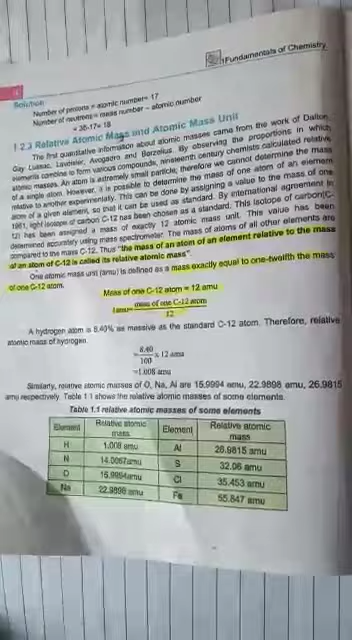 1
Fundamentals of Chemistry
Solution
Number of protons = atomic number= 17
Number of neutrons = mass number – atomic number
= 35-17= 18
1.2.3 Relative Atomic Mass and Atomic Mass Unit
The first quantitative information about atomic masses came from the work of Dalton,
Gay Lussac, Lavoisier, Avogadro and Berzelius. By observing the proportions in which
elements combine to form various compounds, nineteenth century chemists calculated relative
atomic masses. An atom is extremely small particle, therefore we cannot determine the mass
of a single atom. However, it is possible to determine the mass of one atom of an element
relative to another experimentally. This can be done by assigning a value to the mass of one
atom of a given element, so that it can be used as standard. By international agreement in
1961, light isotope of carbon C-12 has been chosen as a standard. This isotope of carbon(C-
12) has been assigned a mass of exactly 12 atomic mass unit. This value has been
determined accurately using mass spectrometer. The mass of atoms of all other elements are
compared to the mass C-12. Thus "the mass of an atom of an element relative to the mass
of an atom of C-12 is called its relative atomic mass".
One atomic mass unit (amu) is defined as a mass exactly equal to one-twelfth the mass
of one C-12 atom.
Mass of one C-12 atom = 12 amu
1amu= mass of one C-12 atom
12
A hydrogen atom is 8.40% as massive as the standard C-12 atom. Therefore, relative
atomic mass of hydrogen
= 8.40 x 12 amu
100
=1.008 amu
Similarly, relative atomic masses of O, Na, Al are 15.9994 amu, 22.9898 amu, 26.9815
amu respectively. Table 1.1 shows the relative atomic masses of some elements.
Table 1.1 relative atomic masses of some elements
Element Relative atomic mass Element Relative atomic mass
H 1.008 amu Al 26.9815 amu
N 14.0067amu S 32.06 amu
O 15.9994amu Cl 35.453 amu
Na 22.9898 amu Fe 55.847 amu